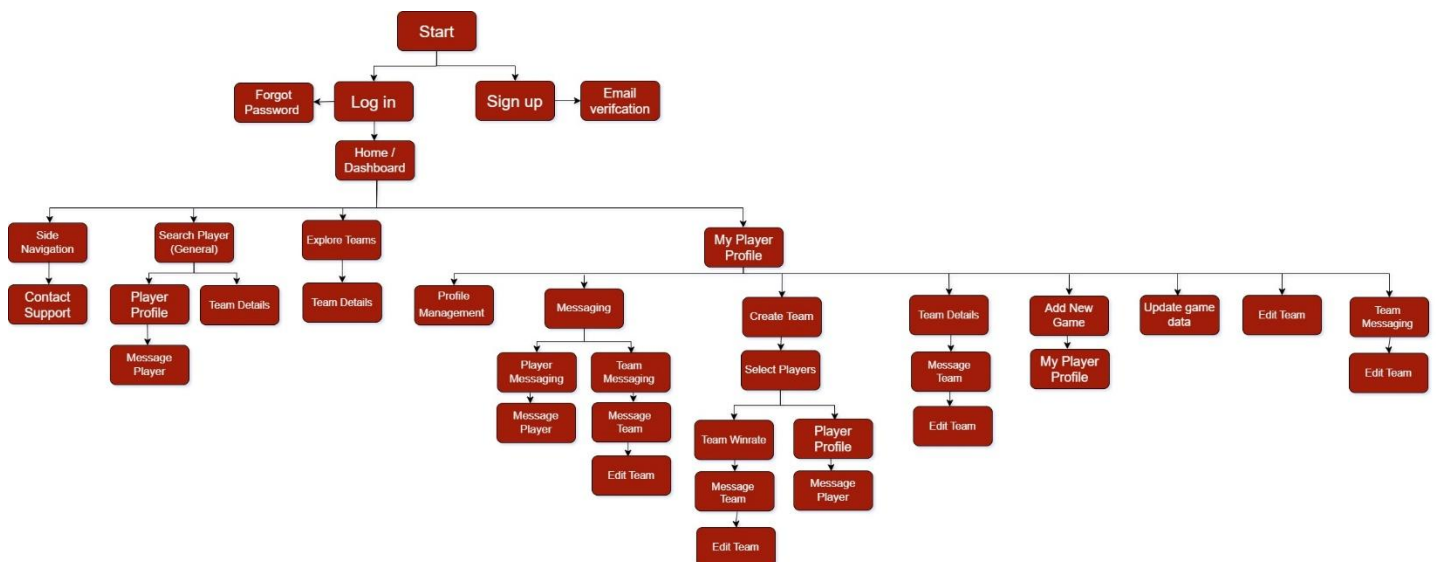 Start
Forgot
Password
Log in
Sign up
Email
verifcation
Home /
Dashboard
Side
Navigation
Search Player
(General)
Explore Teams
My Player
Profile
Contact
Support
Player
Profile
Team Details
Team Details
Profile
Management
Messaging
Create Team
Team Details
Add New
Game
Update game
data
Edit Team
Team
Messaging
Message
Player
Player
Messaging
Team
Messaging
Select Players
Message
Team
My Player
Profile
Edit Team
Message
Player
Message
Team
Team Winrate
Player
Profile
Edit Team
Edit Team
Message
Team
Message
Player
Edit Team